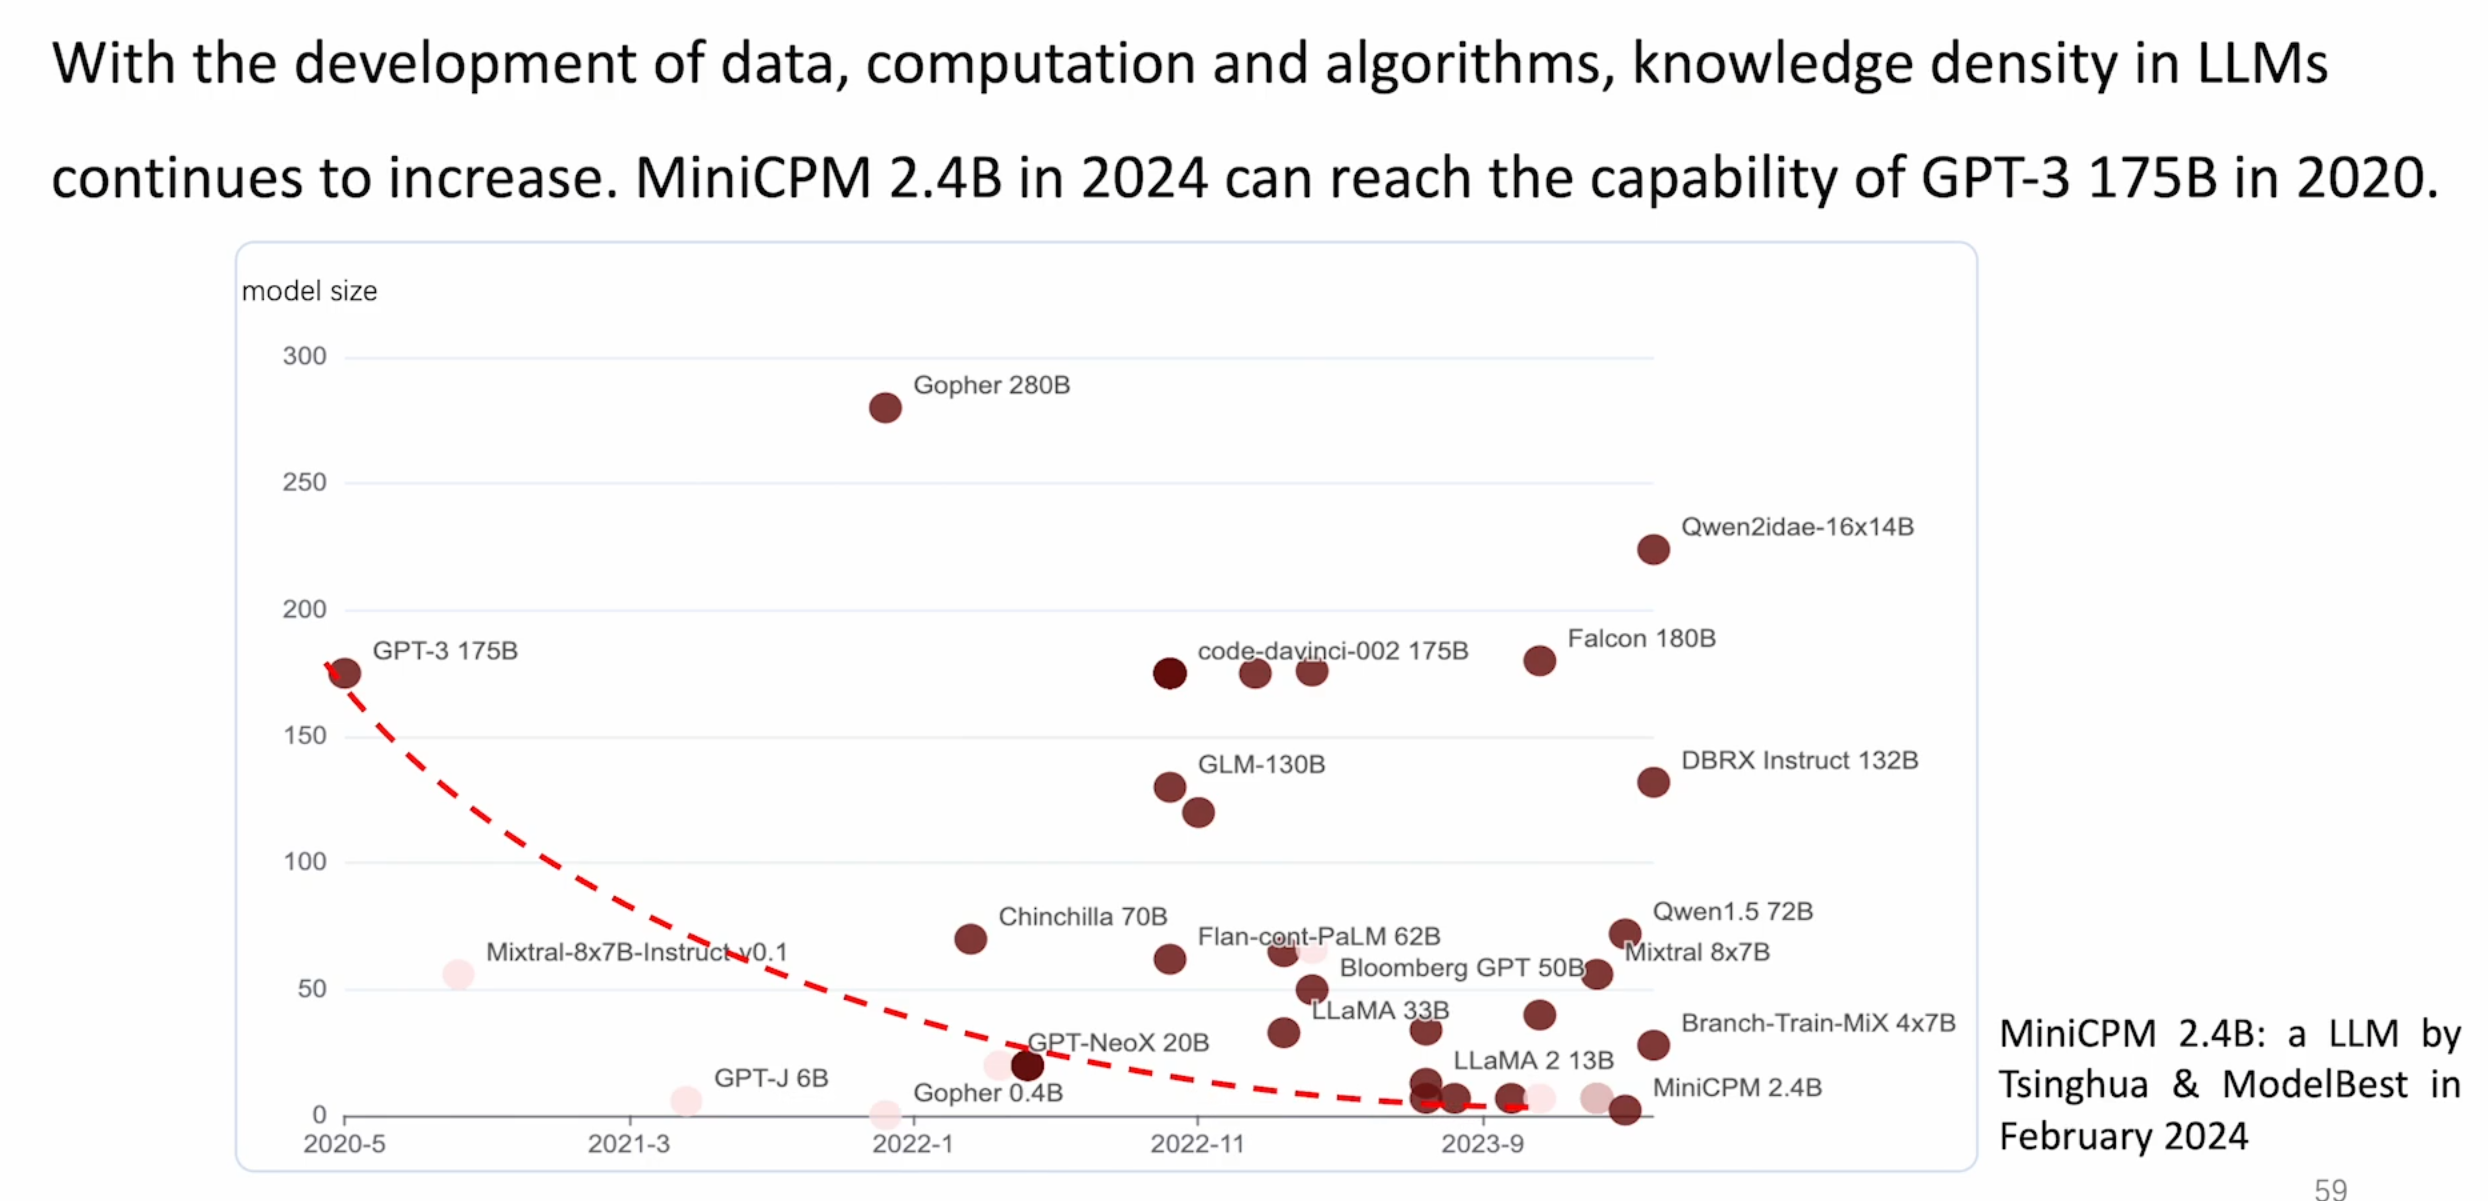 With the development of data, computation and algorithms, knowledge density in LLMs
continues to increase. MiniCPM 2.4B in 2024 can reach the capability of GPT-3 175B in 2020.
model size
300
Gopher 280B
250
Qwen2idae-16x14B
200
Falcon 180B
GPT-3 175B
code-davinci-002 175B
150
GLM-130B
DBRX Instruct 132B
100
Qwen1.5 72B
Chinchilla 70B
Flan-cont-PaLM 62B
Mixtral-8x7B-Instruct-v0.1
Mixtral 8x7B
Bloomberg GPT 50B
50
LLaMA 33B
Branch-Train-MiX 4x7B
GPT-NeoX 20B
LLaMA 2 13B
GPT-J 6B
Gopher 0.4B
MiniCPM 2.4B
0
2020-5
2021-3
2022-1
2022-11
2023-9
MiniCPM 2.4B: a LLM by
Tsinghua & ModelBest in
February 2024
59